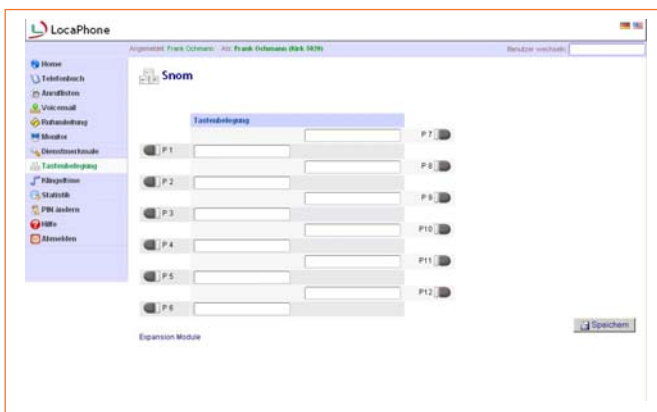 LocaPhone
Angemeldet: Frank Ochmann - Als: Frank Ochmann (Kirk 5020)
Benutzer wechseln:
Home
Telefonbuch
Anruflisten
Voicemail
Rufumleitung
Monitor
Dienstmerkmale
Tastenbelegung
Klingeltöne
Statistik
PIN ändern
Hilfe
Abmelden
Snom
Tastenbelegung
P 7
P 1
P 8
P 2
P 9
P 3
P10
P 4
P11
P 5
P12
P 6
Speichern
Expansion Module